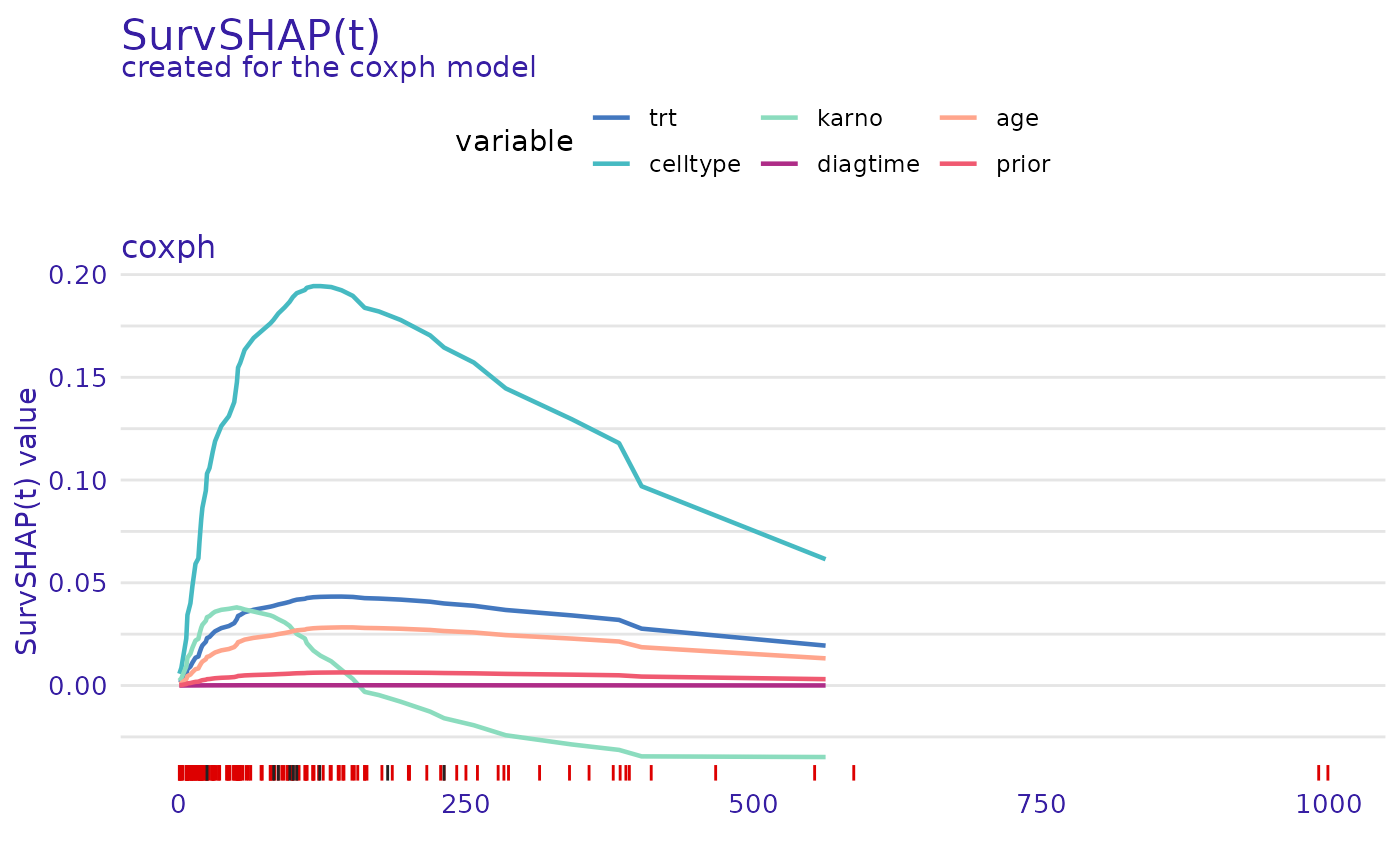 SurvSHAP(t)
created for the coxph model
variable
trt
karno
age
celltype
diagtime
prior
coxph
SurvSHAP(t) value
0.20
0.15
0.10
0.05
0.00
0
250
500
750
1000